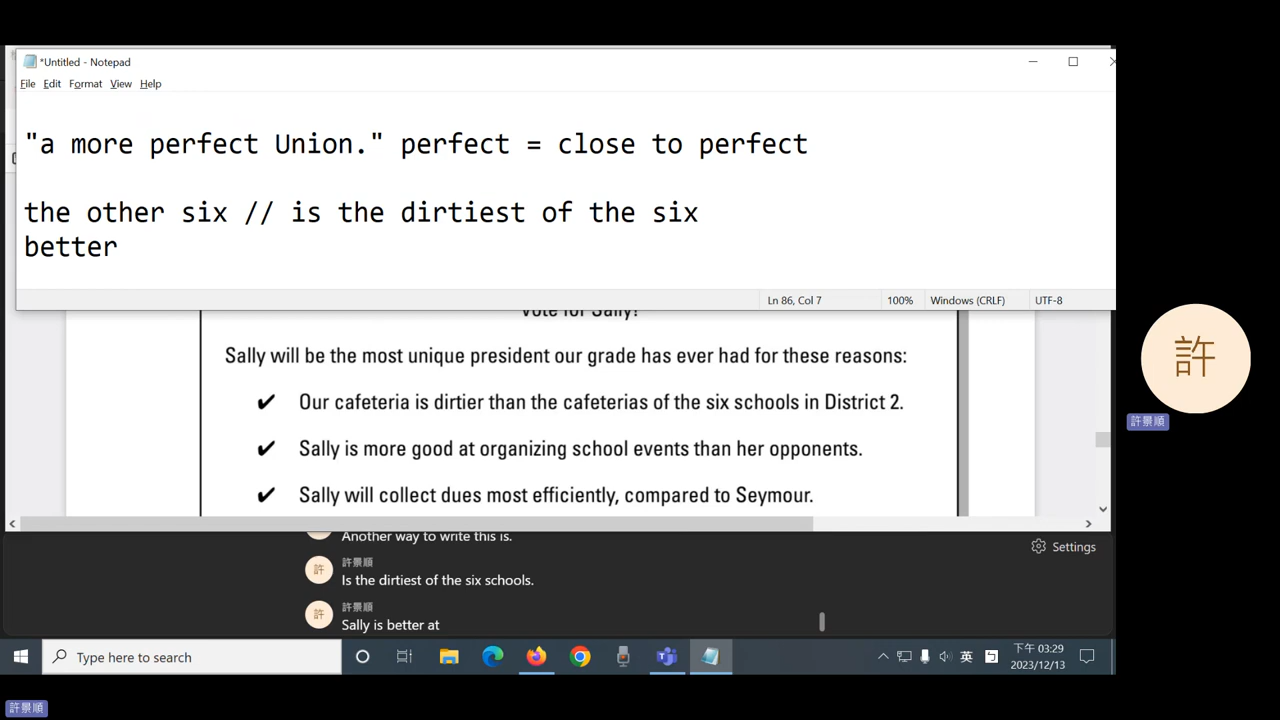 *Untitled - Notepad
File Edit Format View Help
"a more perfect Union." perfect = close to perfect
the other six // is the dirtiest of the six
better
Ln 86, Col 7 100% Windows (CRLF) UTF-8
Vote for Sally!
Sally will be the most unique president our grade has ever had for these reasons:
✔ Our cafeteria is dirtier than the cafeterias of the six schools in District 2.
✔ Sally is more good at organizing school events than her opponents.
✔ Sally will collect dues most efficiently, compared to Seymour.
Another way to write this is.
Settings
許 許景順
Is the dirtiest of the six schools.
許 許景順
Sally is better at
Type here to search
英
下午 03:29
2023/12/13
許
許景順
許景順